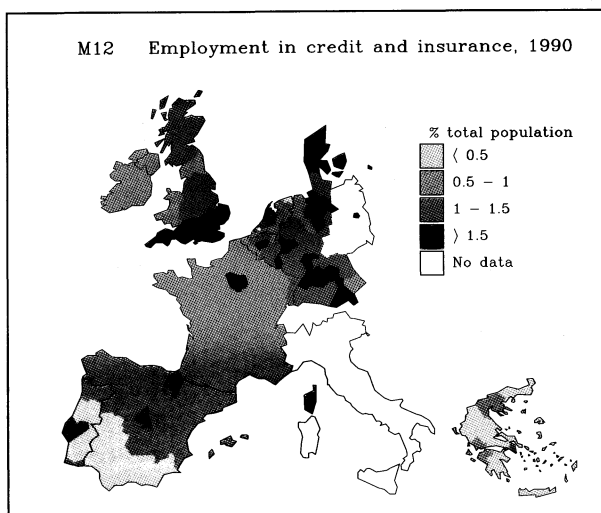 M12 Employment in credit and insurance, 1990
% total population
⟨ 0.5
0.5 - 1
1 - 1.5
⟩ 1.5
No data